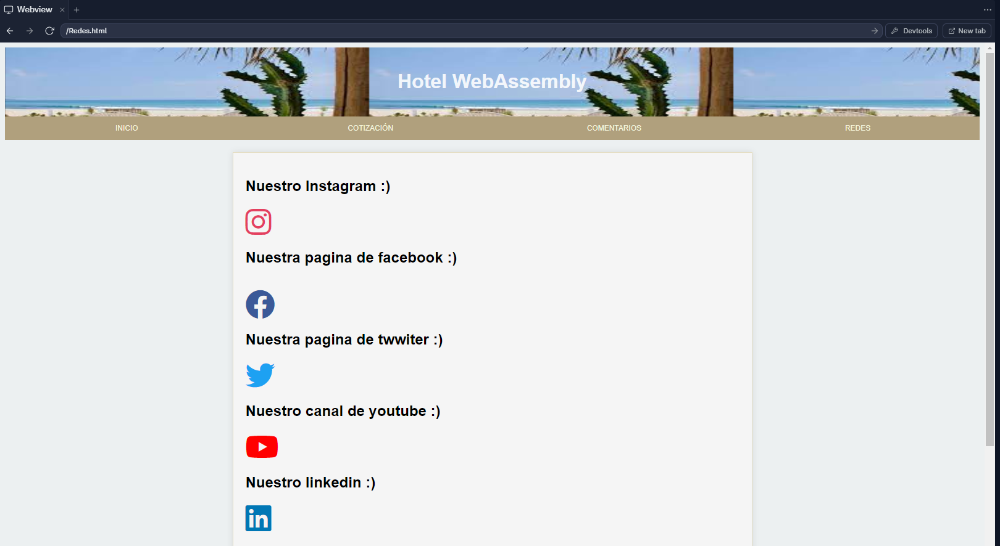 Webview
/Redes.html
Devtools
New tab
Hotel WebAssembly
INICIO
COTIZACIÓN
COMENTARIOS
REDES
Nuestro Instagram :)
Nuestra pagina de facebook :)
Nuestra pagina de twwiter :)
Nuestro canal de youtube :)
Nuestro linkedin :)
in